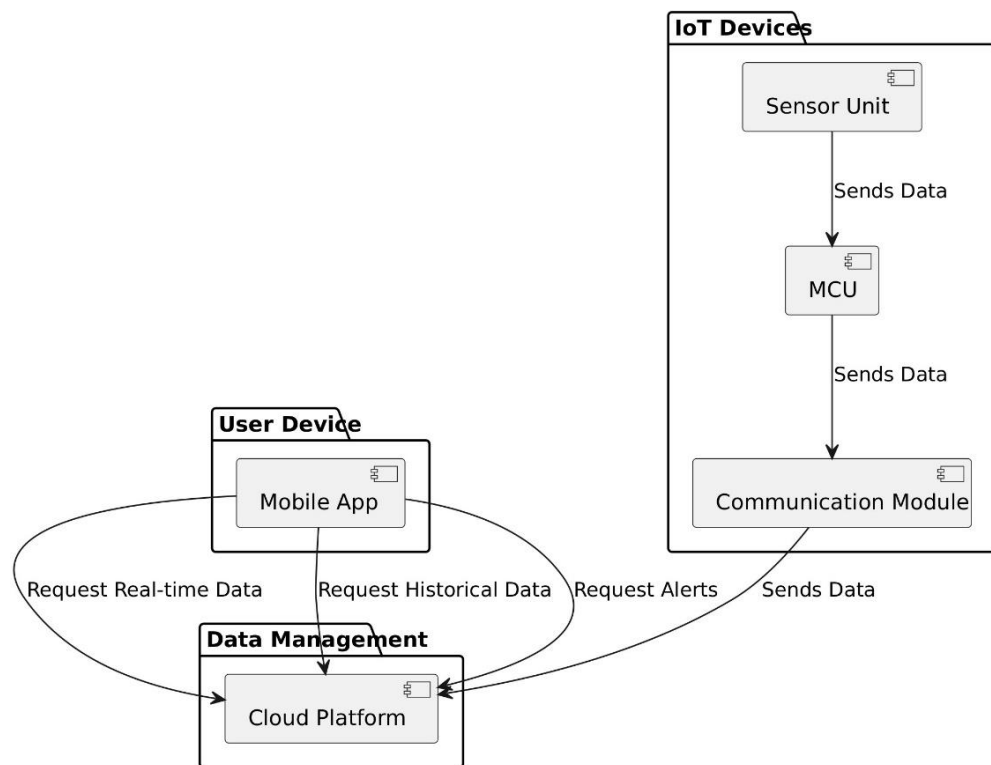 IoT Devices
Sensor Unit
Sends Data
MCU
Sends Data
User Device
Mobile App
Communication Module
Request Real-time Data
Request Historical Data
Request Alerts
Sends Data
Data Management
Cloud Platform